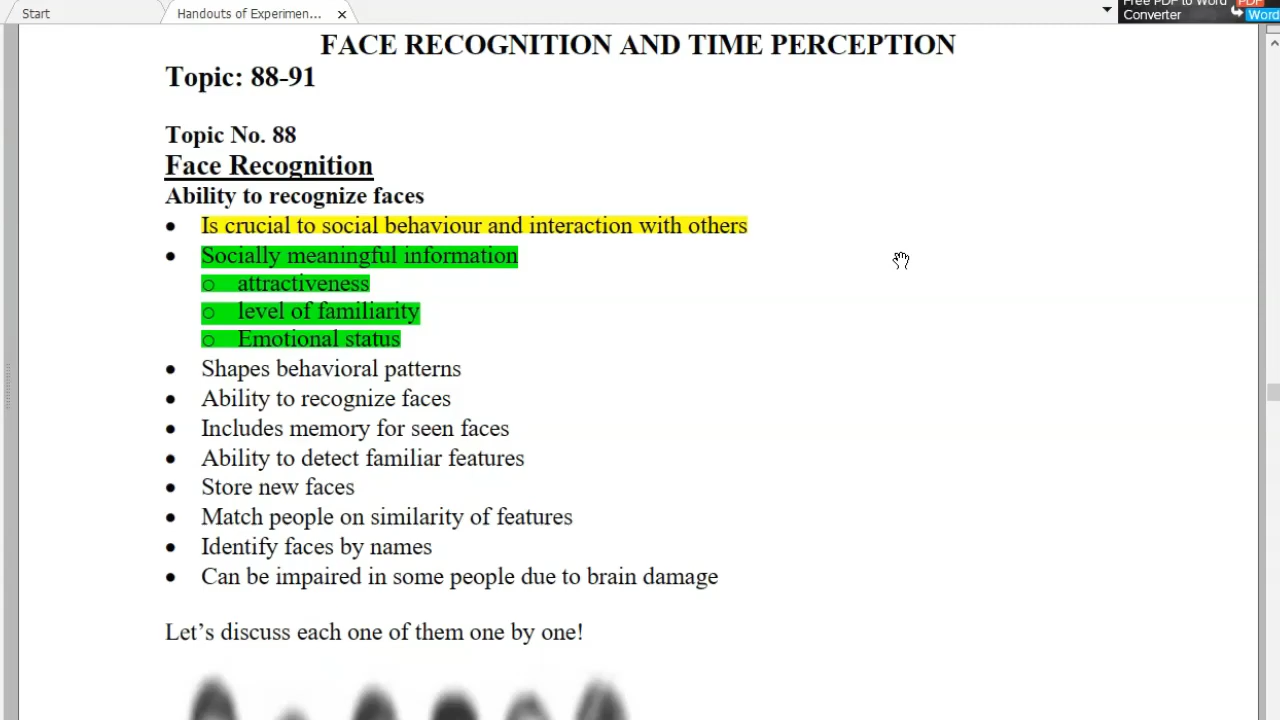 Start
Handouts of Experimen...
Free PDF to Word
Converter
PDF
Word
FACE RECOGNITION AND TIME PERCEPTION
Topic: 88-91
Topic No. 88
Face Recognition
Ability to recognize faces
• Is crucial to social behaviour and interaction with others
• Socially meaningful information
o attractiveness
o level of familiarity
o Emotional status
• Shapes behavioral patterns
• Ability to recognize faces
• Includes memory for seen faces
• Ability to detect familiar features
• Store new faces
• Match people on similarity of features
• Identify faces by names
• Can be impaired in some people due to brain damage
Let’s discuss each one of them one by one!